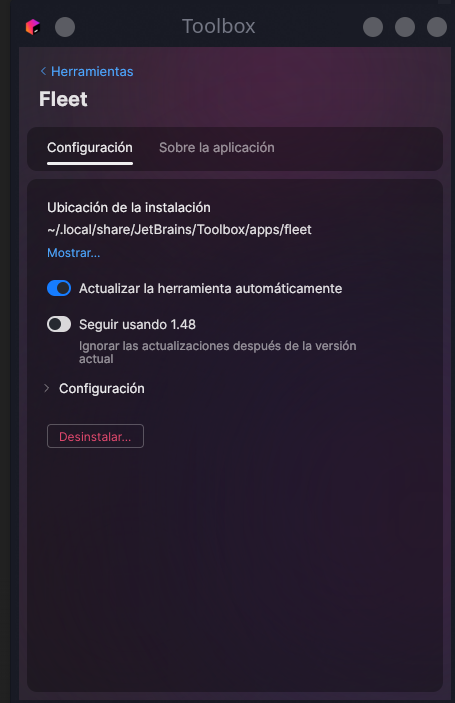 Toolbox
Herramientas
Fleet
Configuración
Sobre la aplicación
Ubicación de la instalación
~/.local/share/JetBrains/Toolbox/apps/fleet
Mostrar...
Actualizar la herramienta automáticamente
Seguir usando 1.48
Ignorar las actualizaciones después de la versión
actual
Configuración
Desinstalar...